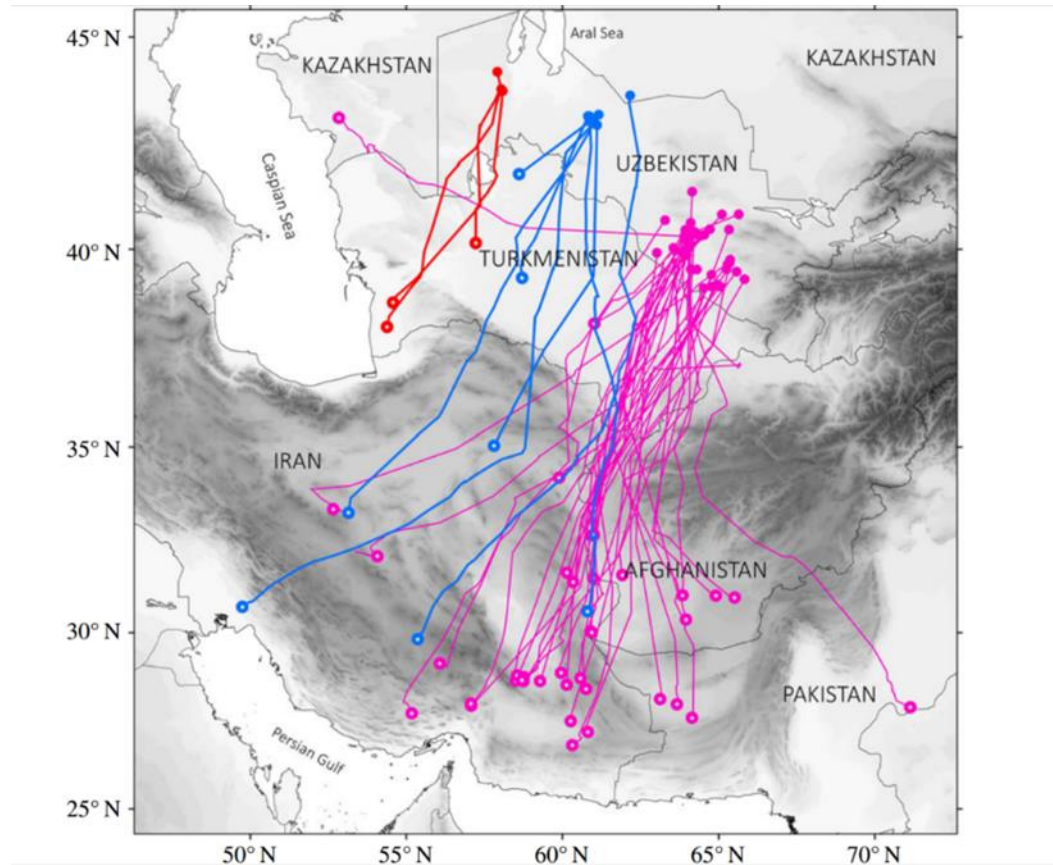 45° N
Aral Sea
KAZAKHSTAN
KAZAKHSTAN
UZBEKISTAN
Caspian Sea
40° N
TURKMENISTAN
35° N
IRAN
AFGHANISTAN
30° N
PAKISTAN
Persian Gulf
25° N
50° N
55° N
60° N
65° N
70° N